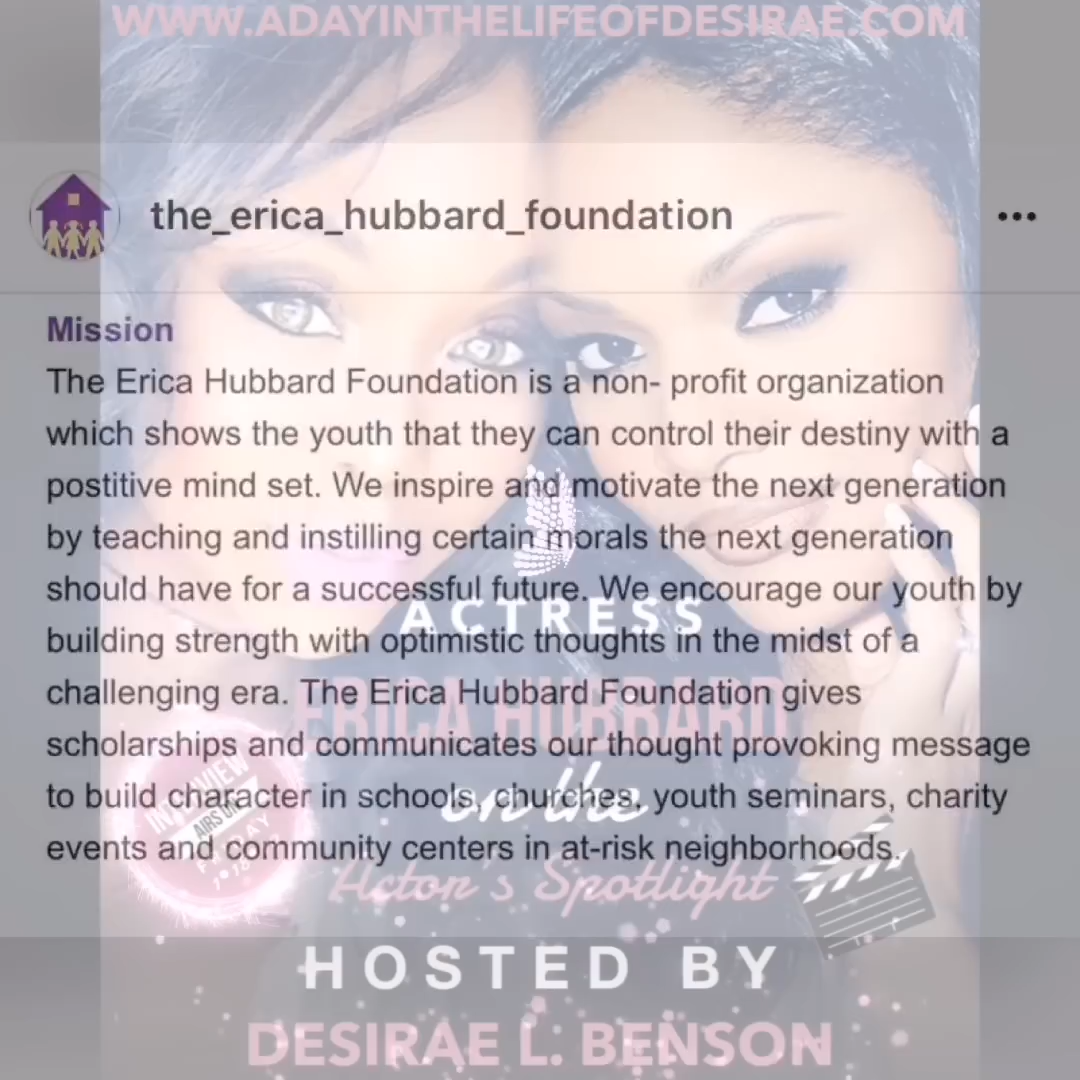 WWW.ADAYINTHELIFEOFDESIRAE.COM
the_erica_hubbard_foundation
Mission
The Erica Hubbard Foundation is a non- profit organization
which shows the youth that they can control their destiny with a
postitive mind set. We inspire and motivate the next generation
by teaching and instilling certain morals the next generation
should have for a successful future. We encourage our youth by
building strength with optimistic thoughts in the midst of a
challenging era. The Erica Hubbard Foundation gives
scholarships and communicates our thought provoking message
to build character in schools, churches, youth seminars, charity
events and community centers in at-risk neighborhoods.
ACTRESS
ERICA HUBBARD
on the
Actor's Spotlight
INTERVIEW
AIRS ON
FRIDAY
HOSTED BY
DESIRAE L. BENSON